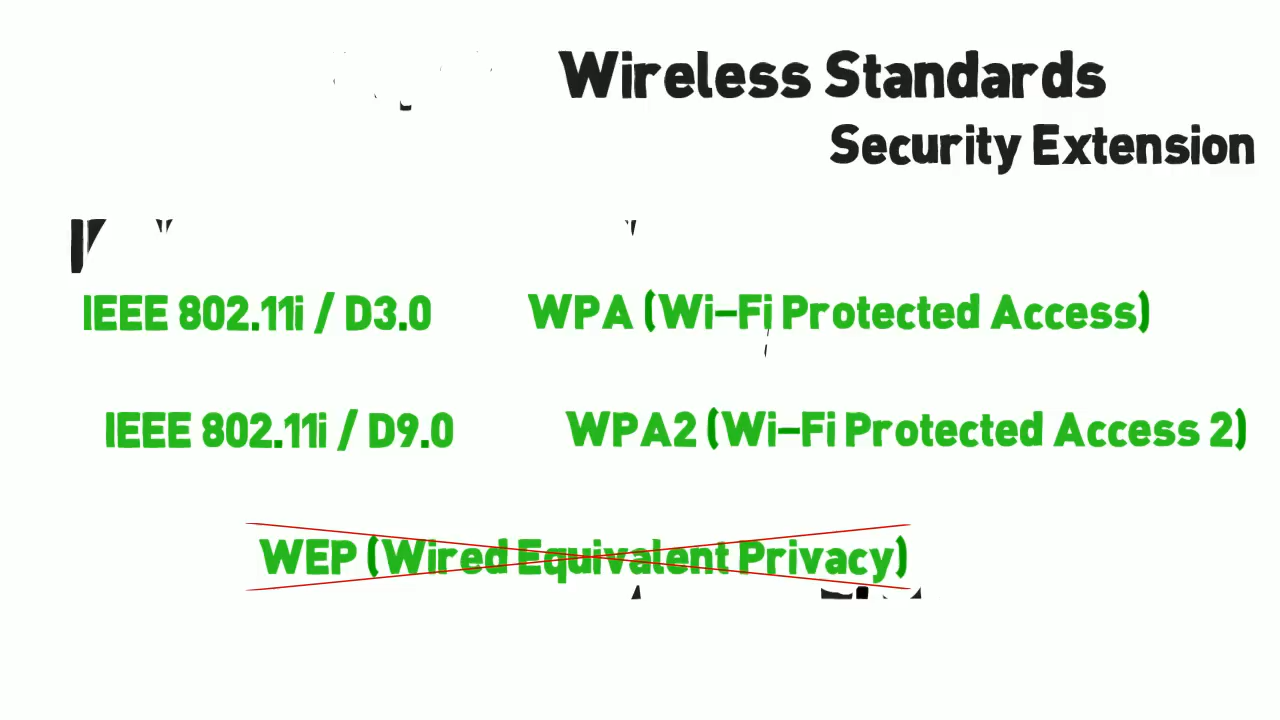 Wireless Standards
Security Extension
IEEE 802.11i / D3.0 WPA (Wi-Fi Protected Access)
IEEE 802.11i / D9.0 WPA2 (Wi-Fi Protected Access 2)
WEP (Wired Equivalent Privacy)